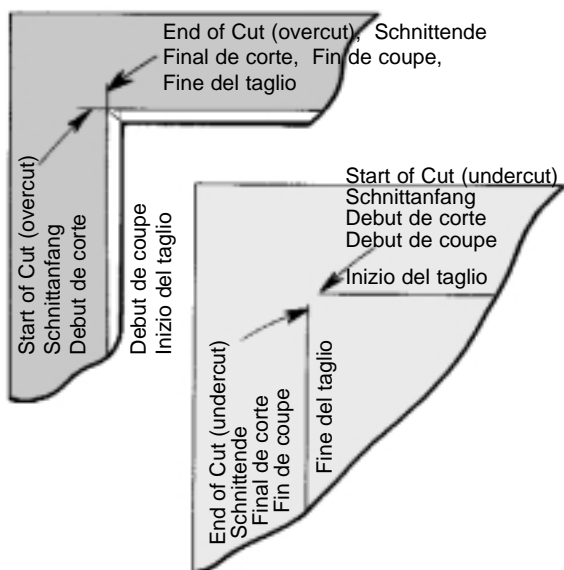 End of Cut (overcut), Schnittende
Final de corte, Fin de coupe,
Fine del taglio
Start of Cut (overcut)
Schnittanfang
Debut de corte
Debut de coupe
Inizio del taglio
Start of Cut (undercut)
Schnittanfang
Debut de corte
Debut de coupe
Inizio del taglio
End of Cut (undercut)
Schnittende
Final de corte
Fin de coupe
Fine del taglio